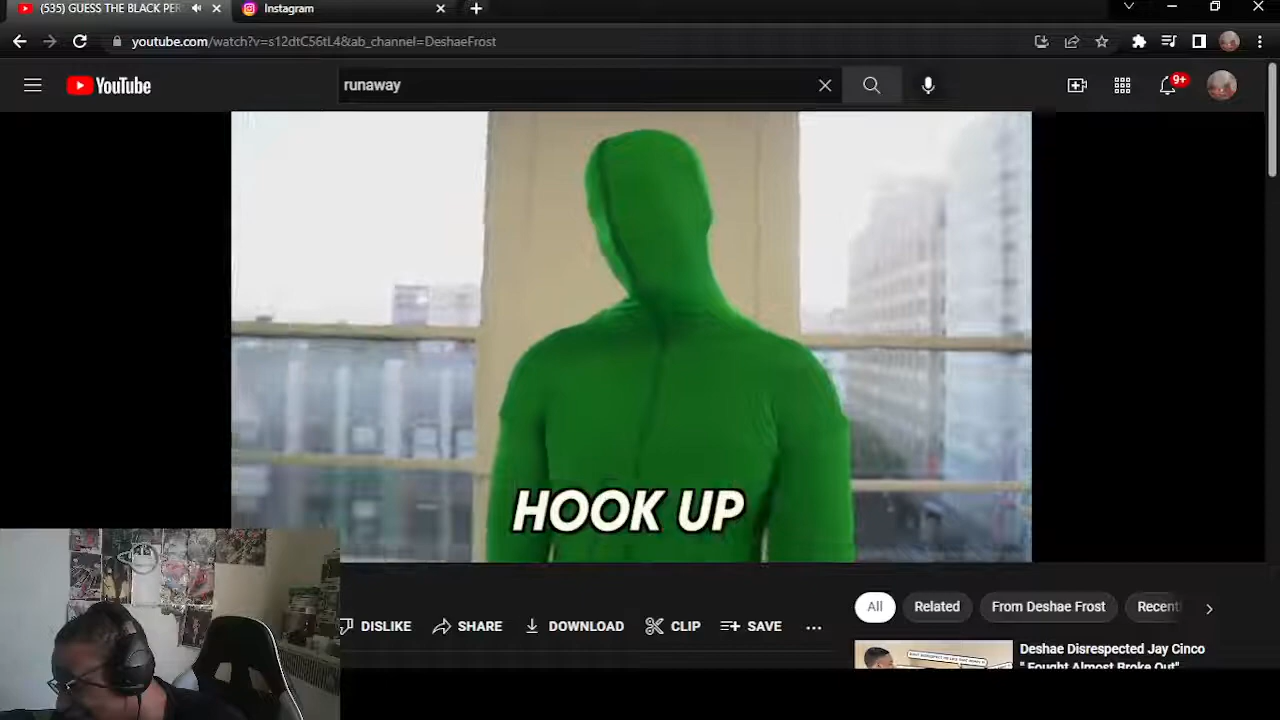 (535) GUESS THE BLACK PER
Instagram
youtube.com/watch?v=s12dtC56tL4&ab_channel=DeshaeFrost
YouTube
runaway
9+
HOOK UP
DISLIKE
SHARE
DOWNLOAD
CLIP
SAVE
All
Related
From Deshae Frost
Recent
Deshae Disrespected Jay Cinco
" Fought Almost Broke Out"